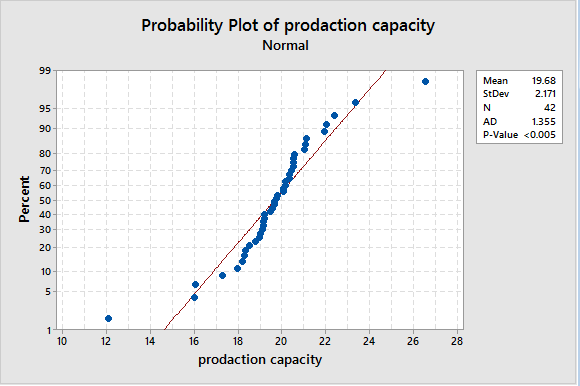 Probability Plot of prodaction capacity
Normal
Mean 19.68
StDev 2.171
N 42
AD 1.355
P-Value <0.005
Percent
99
95
90
80
70
60
50
40
30
20
10
5
1
10 12 14 16 18 20 22 24 26 28
prodaction capacity